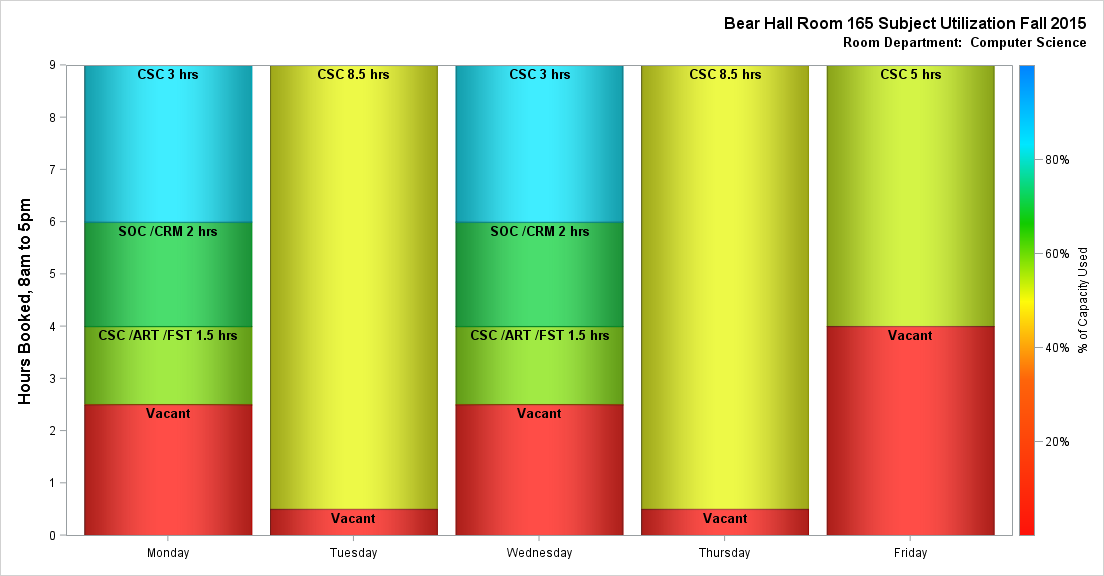 Bear Hall Room 165 Subject Utilization Fall 2015
Room Department:  Computer Science
Hours Booked, 8am to 5pm
9
8
7
6
5
4
3
2
1
0
CSC 3 hrs
SOC /CRM 2 hrs
CSC /ART /FST 1.5 hrs
Vacant
CSC 8.5 hrs
Vacant
CSC 3 hrs
SOC /CRM 2 hrs
CSC /ART /FST 1.5 hrs
Vacant
CSC 8.5 hrs
Vacant
CSC 5 hrs
Vacant
Monday
Tuesday
Wednesday
Thursday
Friday
80%
60%
40%
20%
% of Capacity Used